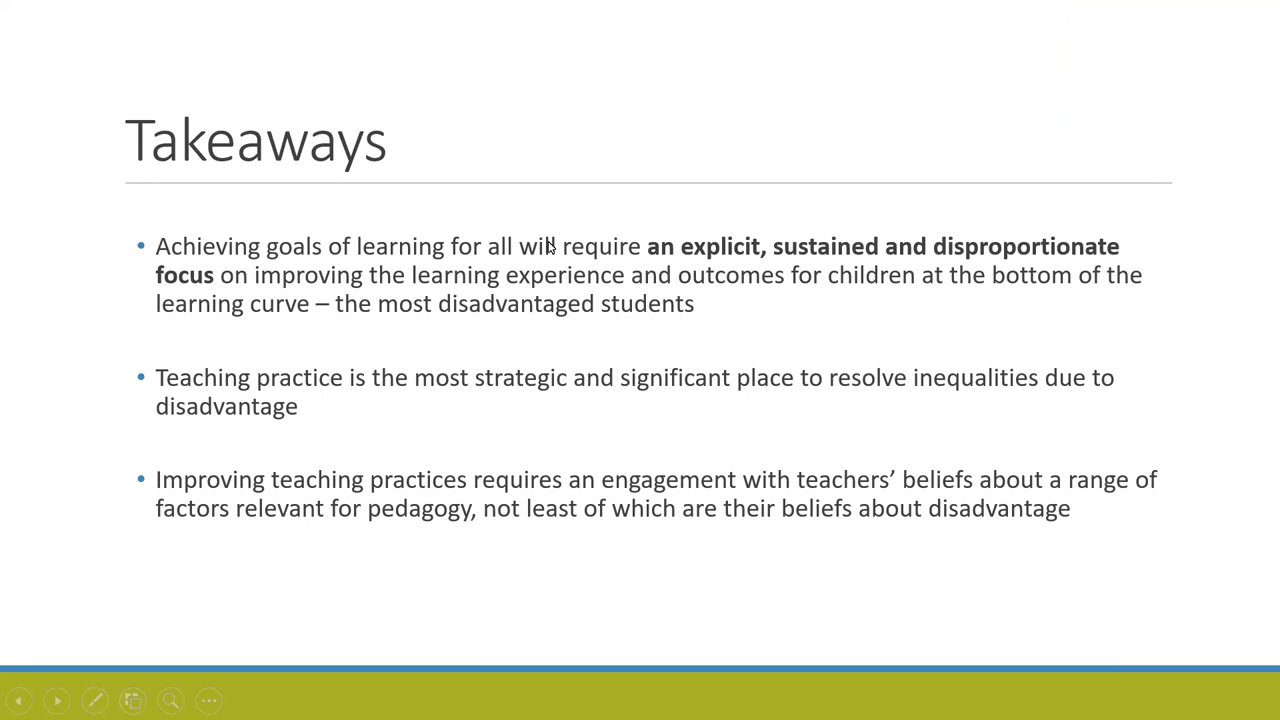 Takeaways
• Achieving goals of learning for all will require an explicit, sustained and disproportionate
focus on improving the learning experience and outcomes for children at the bottom of the
learning curve – the most disadvantaged students
• Teaching practice is the most strategic and significant place to resolve inequalities due to
disadvantage
• Improving teaching practices requires an engagement with teachers’ beliefs about a range of
factors relevant for pedagogy, not least of which are their beliefs about disadvantage